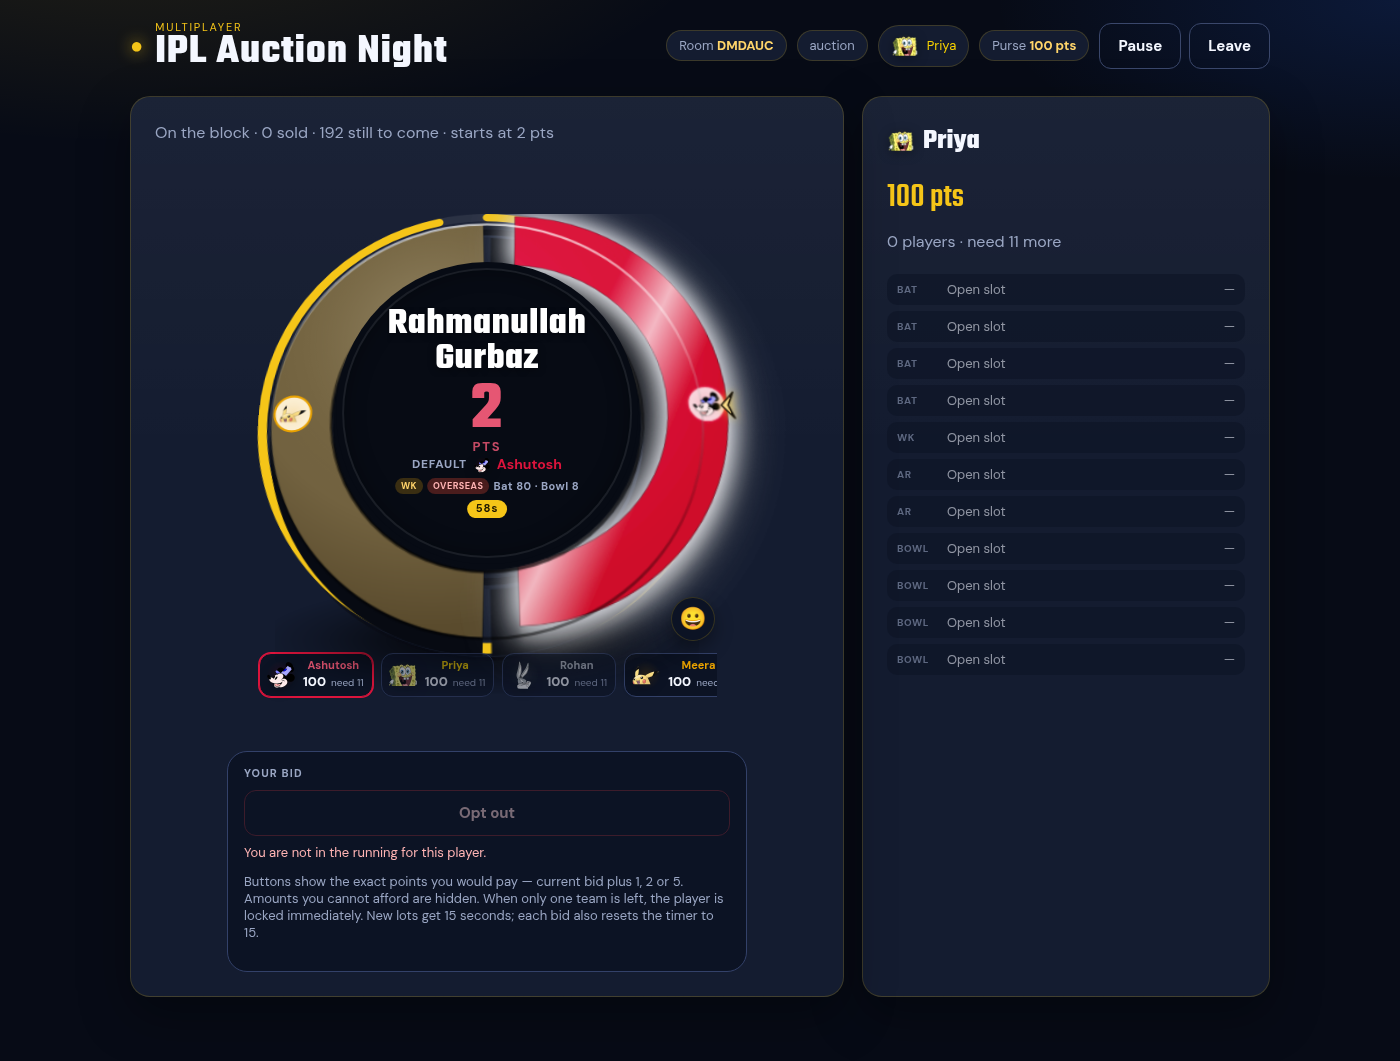 MULTIPLAYER
IPL Auction Night
Room DMDAUC
auction
Priya
Purse 100 pts
Pause
Leave
On the block · 0 sold · 192 still to come · starts at 2 pts
Rahmanullah
Gurbaz
2
PTS
DEFAULT Ashutosh
WK OVERSEAS Bat 80 · Bowl 8
58s
Ashutosh
100 need 11
Priya
100 need 11
Rohan
100 need 11
Meera
100 need
YOUR BID
Opt out
You are not in the running for this player.
Buttons show the exact points you would pay — current bid plus 1, 2 or 5.
Amounts you cannot afford are hidden. When only one team is left, the player is
locked immediately. New lots get 15 seconds; each bid also resets the timer to
15.
Priya
100 pts
0 players · need 11 more
BAT Open slot —
BAT Open slot —
BAT Open slot —
BAT Open slot —
WK Open slot —
AR Open slot —
AR Open slot —
BOWL Open slot —
BOWL Open slot —
BOWL Open slot —
BOWL Open slot —